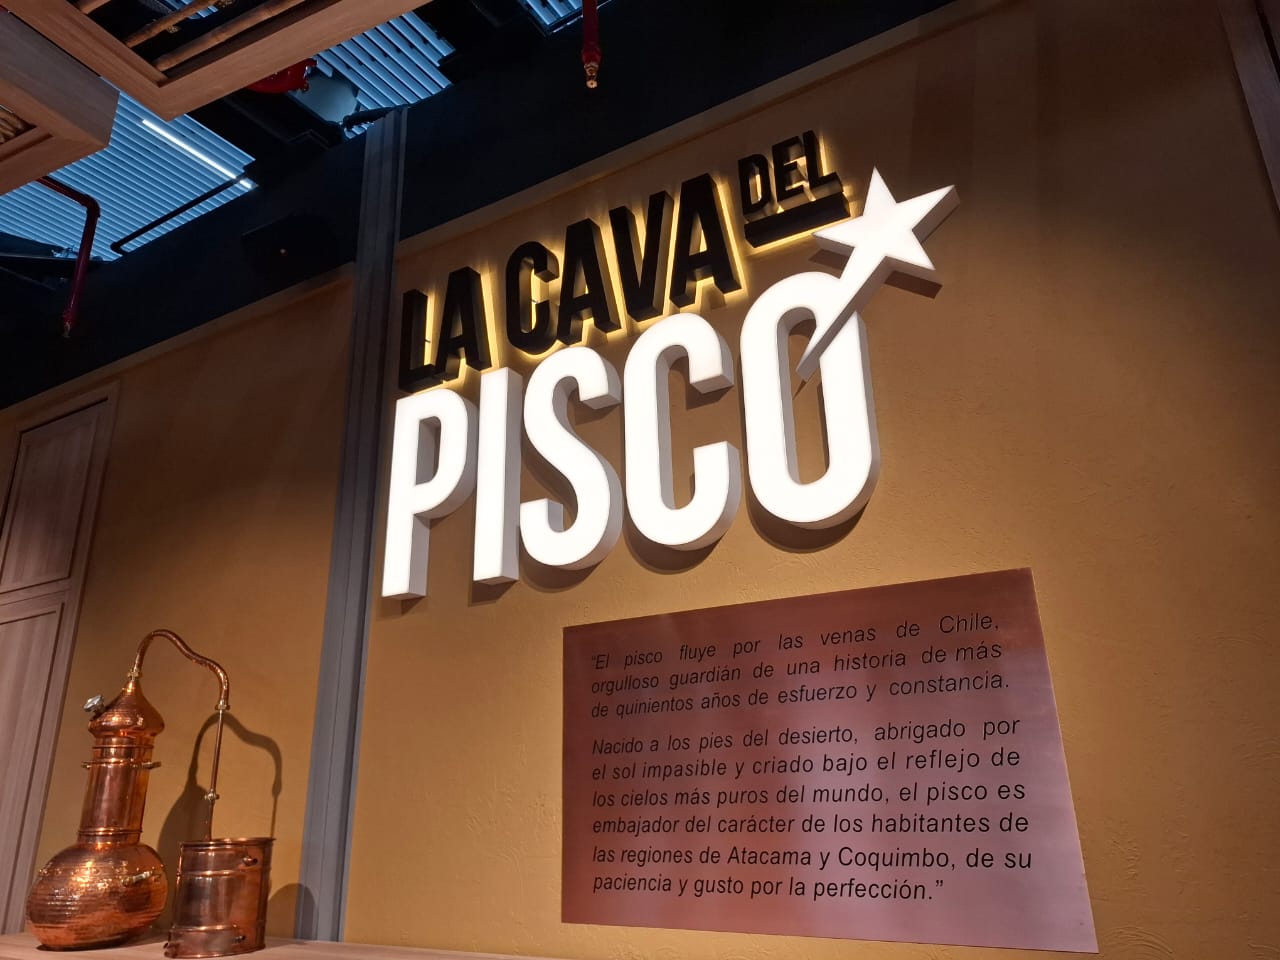 LA CAVA DEL
PISCO
“El pisco fluye por las venas de Chile,
orgulloso guardián de una historia de más
de quinientos años de esfuerzo y constancia.
Nacido a los pies del desierto, abrigado por
el sol impasible y criado bajo el reflejo de
los cielos más puros del mundo, el pisco es
embajador del carácter de los habitantes de
las regiones de Atacama y Coquimbo, de su
paciencia y gusto por la perfección.”